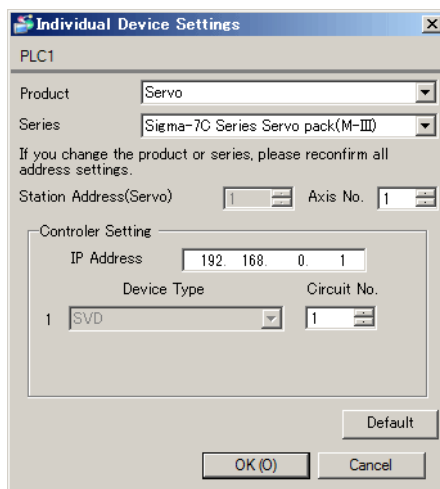 Individual Device Settings
PLC1
Product Servo
Series Sigma-7C Series Servo pack(M-III)
If you change the product or series, please reconfirm all
address settings.
Station Address(Servo) 1 Axis No. 1
Controler Setting
IP Address 192. 168. 0. 1
Device Type Circuit No.
1 SVD 1
Default
OK (O) Cancel